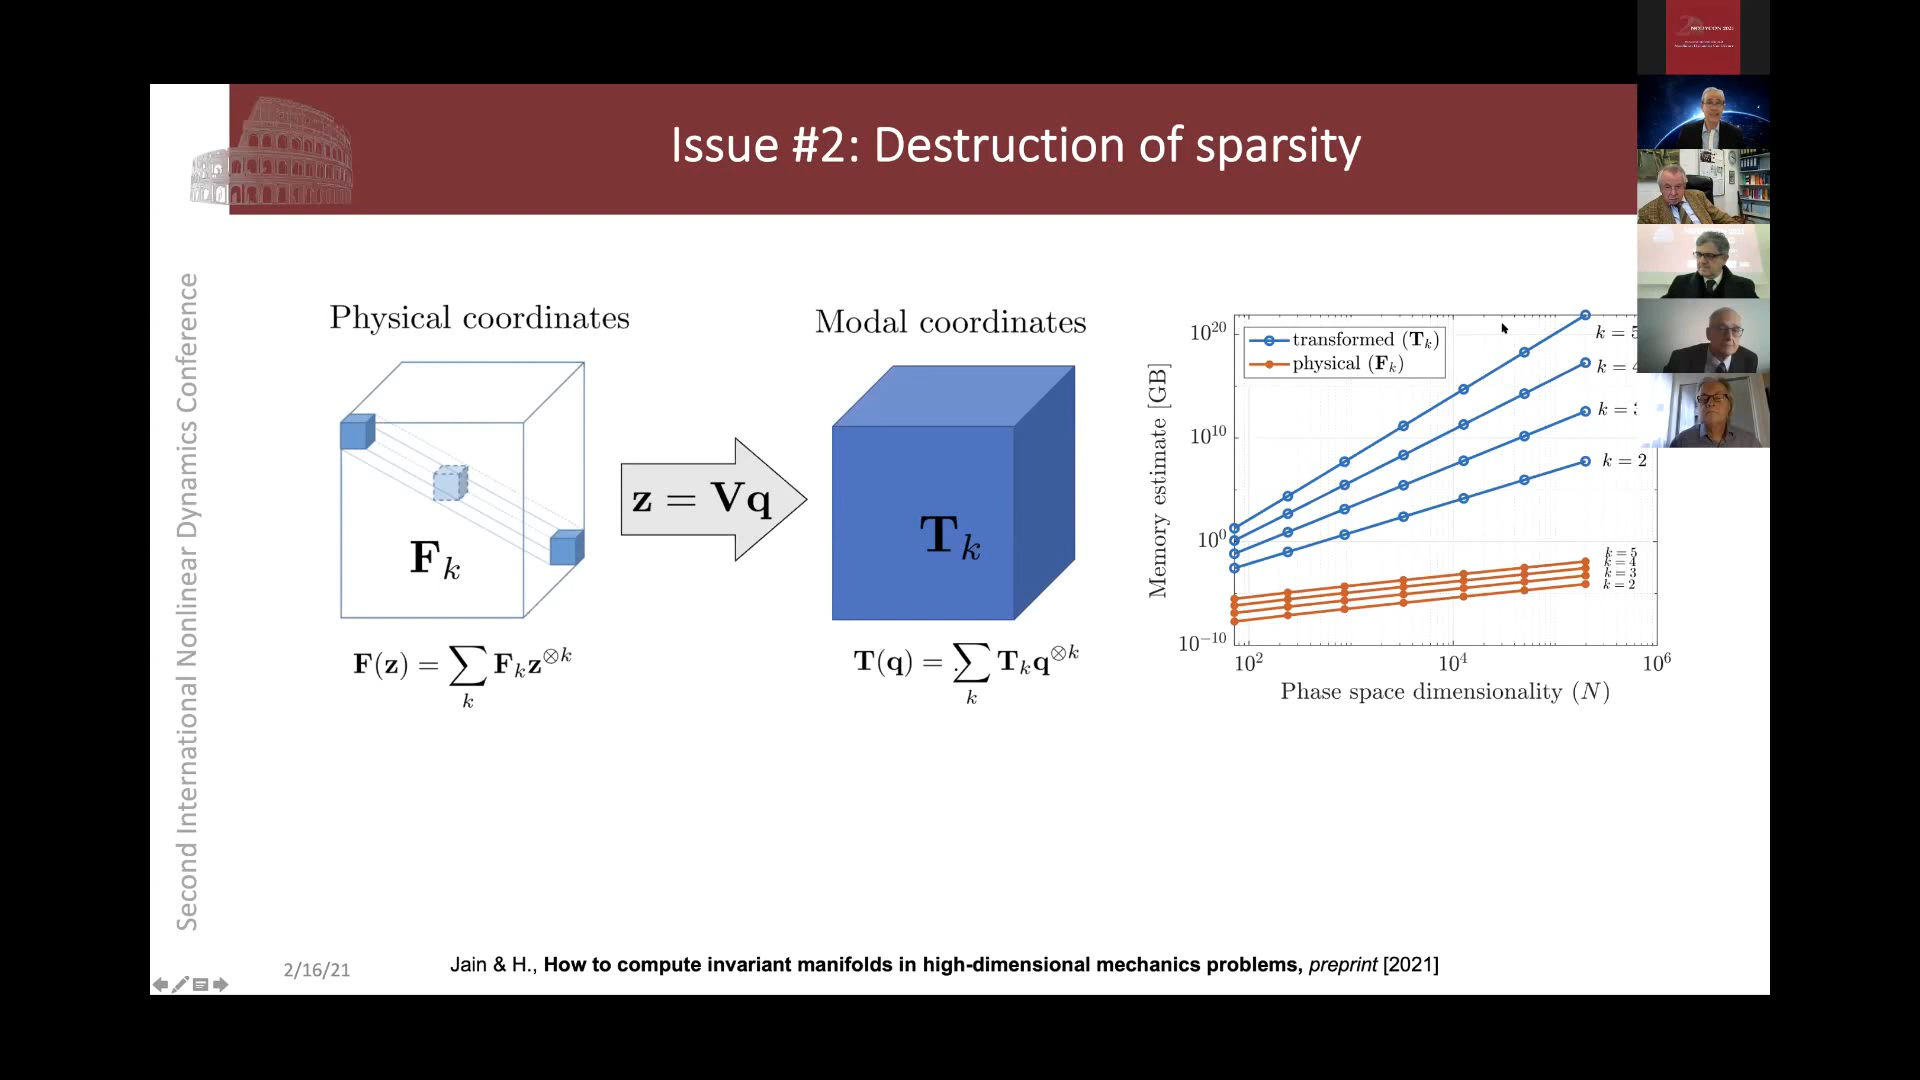 NODYCON 2021
Issue #2: Destruction of sparsity
Second International Nonlinear Dynamics Conference
Physical coordinates
Modal coordinates
F_k
z = Vq
T_k
F(z) = ∑_k F_k z^{⊗k}
T(q) = ∑_k T_k q^{⊗k}
transformed (T_k)
physical (F_k)
Memory estimate [GB]
10^{20}
10^{10}
10^{0}
10^{-10}
k = 5
k = 4
k = 
k = 2
k = 5
k = 4
k = 3
k = 2
10^2
10^4
10^6
Phase space dimensionality (N)
2/16/21
Jain & H., How to compute invariant manifolds in high-dimensional mechanics problems, preprint [2021]